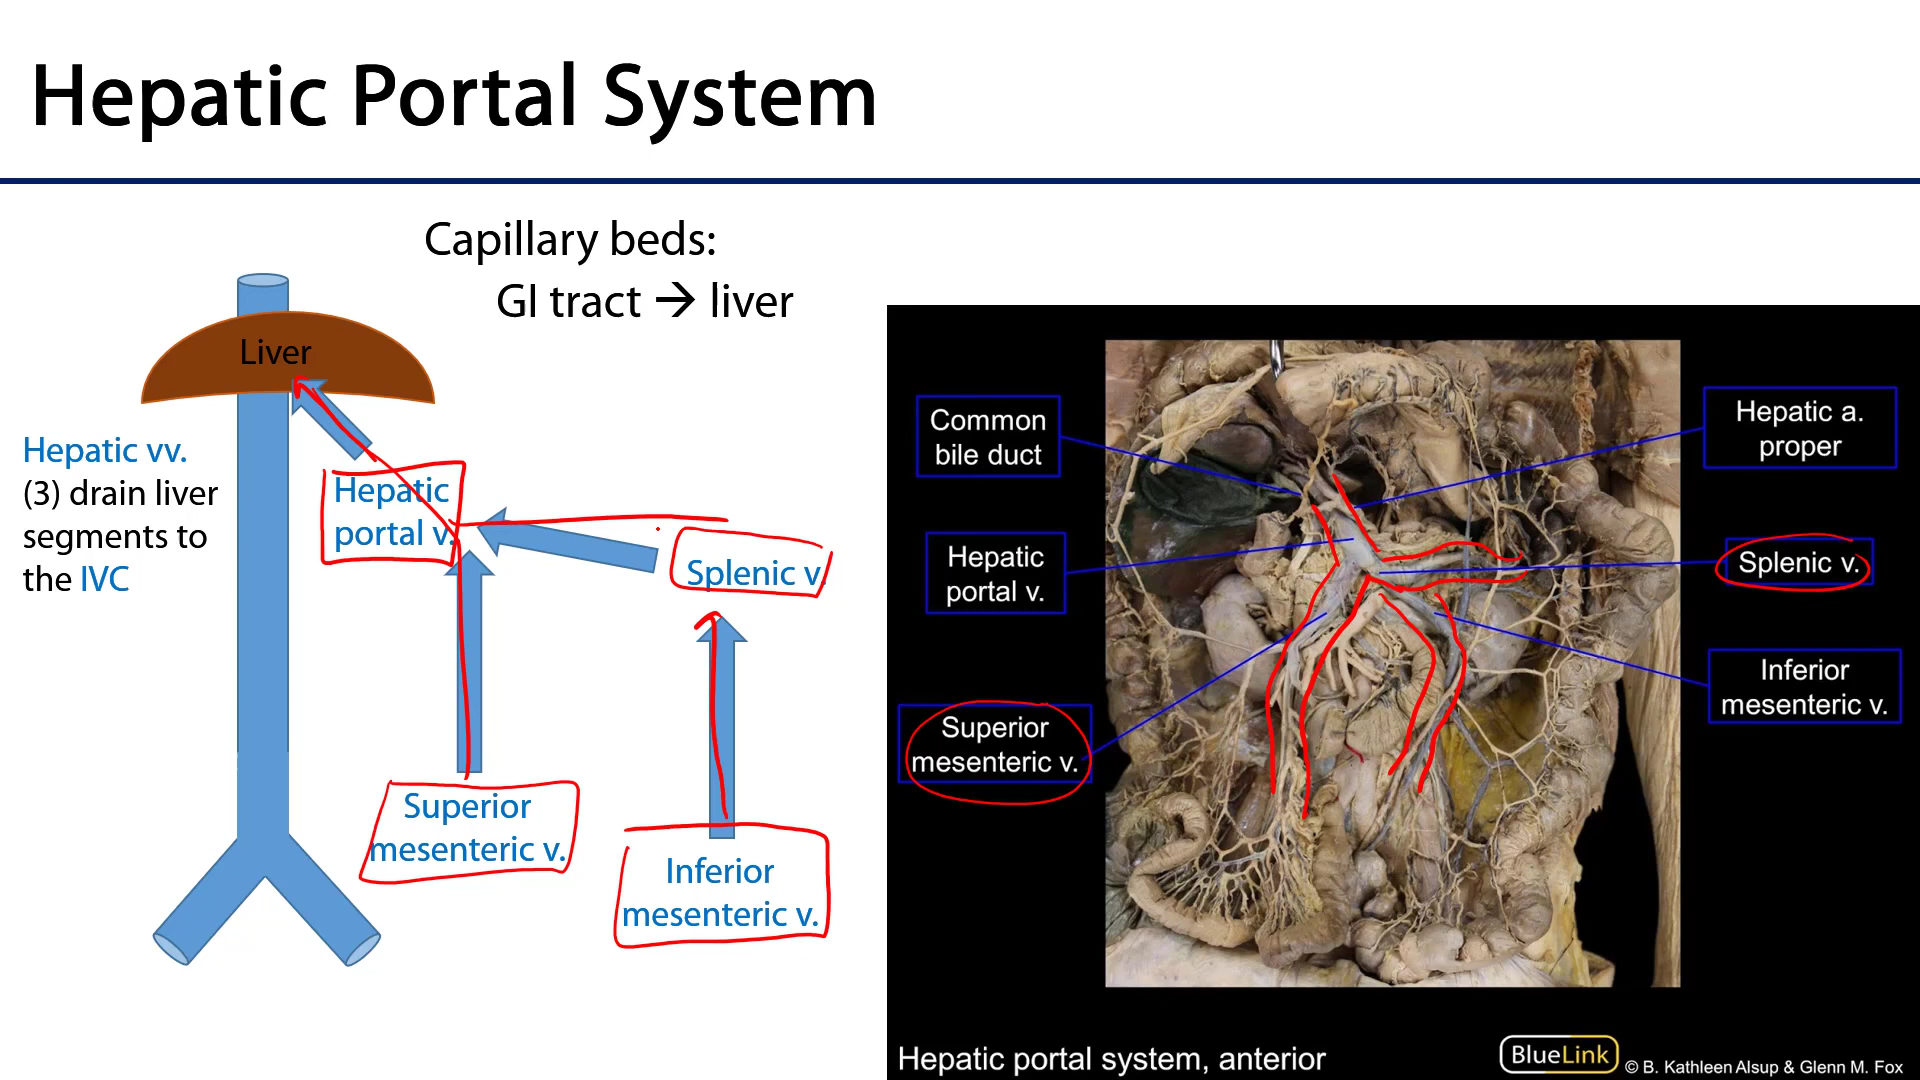 Hepatic Portal System
Capillary beds:
GI tract → liver
Liver
Hepatic vv.
(3) drain liver
segments to
the IVC
Hepatic
portal v.
Splenic v.
Superior
mesenteric v.
Inferior
mesenteric v.
Common
bile duct
Hepatic
portal v.
Superior
mesenteric v.
Hepatic a.
proper
Splenic v.
Inferior
mesenteric v.
Hepatic portal system, anterior
BlueLink
© B. Kathleen Alsup & Glenn M. Fox